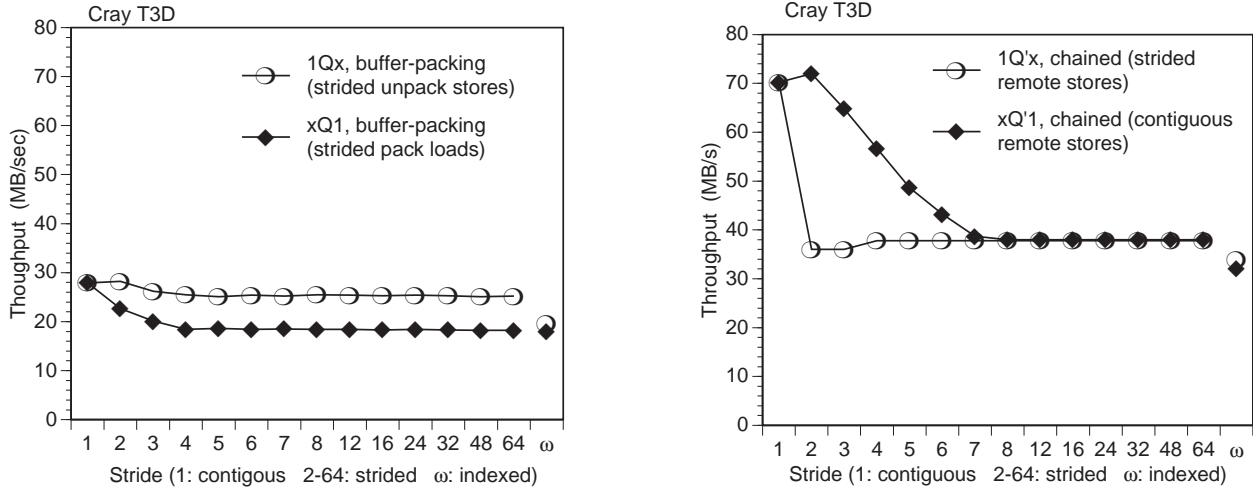 Cray T3D
80
70
60
50
40
30
20
10
0
Thoughput (MB/sec)
1Qx, buffer-packing
(strided unpack stores)
xQ1, buffer-packing
(strided pack loads)
1 2 3 4 5 6 7 8 12 16 24 32 48 64 ω
Stride (1: contigous 2-64: strided ω: indexed)
Cray T3D
80
70
60
50
40
30
20
10
0
Throughput (MB/s)
1Q'x, chained (strided
remote stores)
xQ'1, chained (contiguous
remote stores)
1 2 3 4 5 6 7 8 12 16 24 32 48 64 ω
Stride (1: contiguous 2-64: strided ω: indexed)